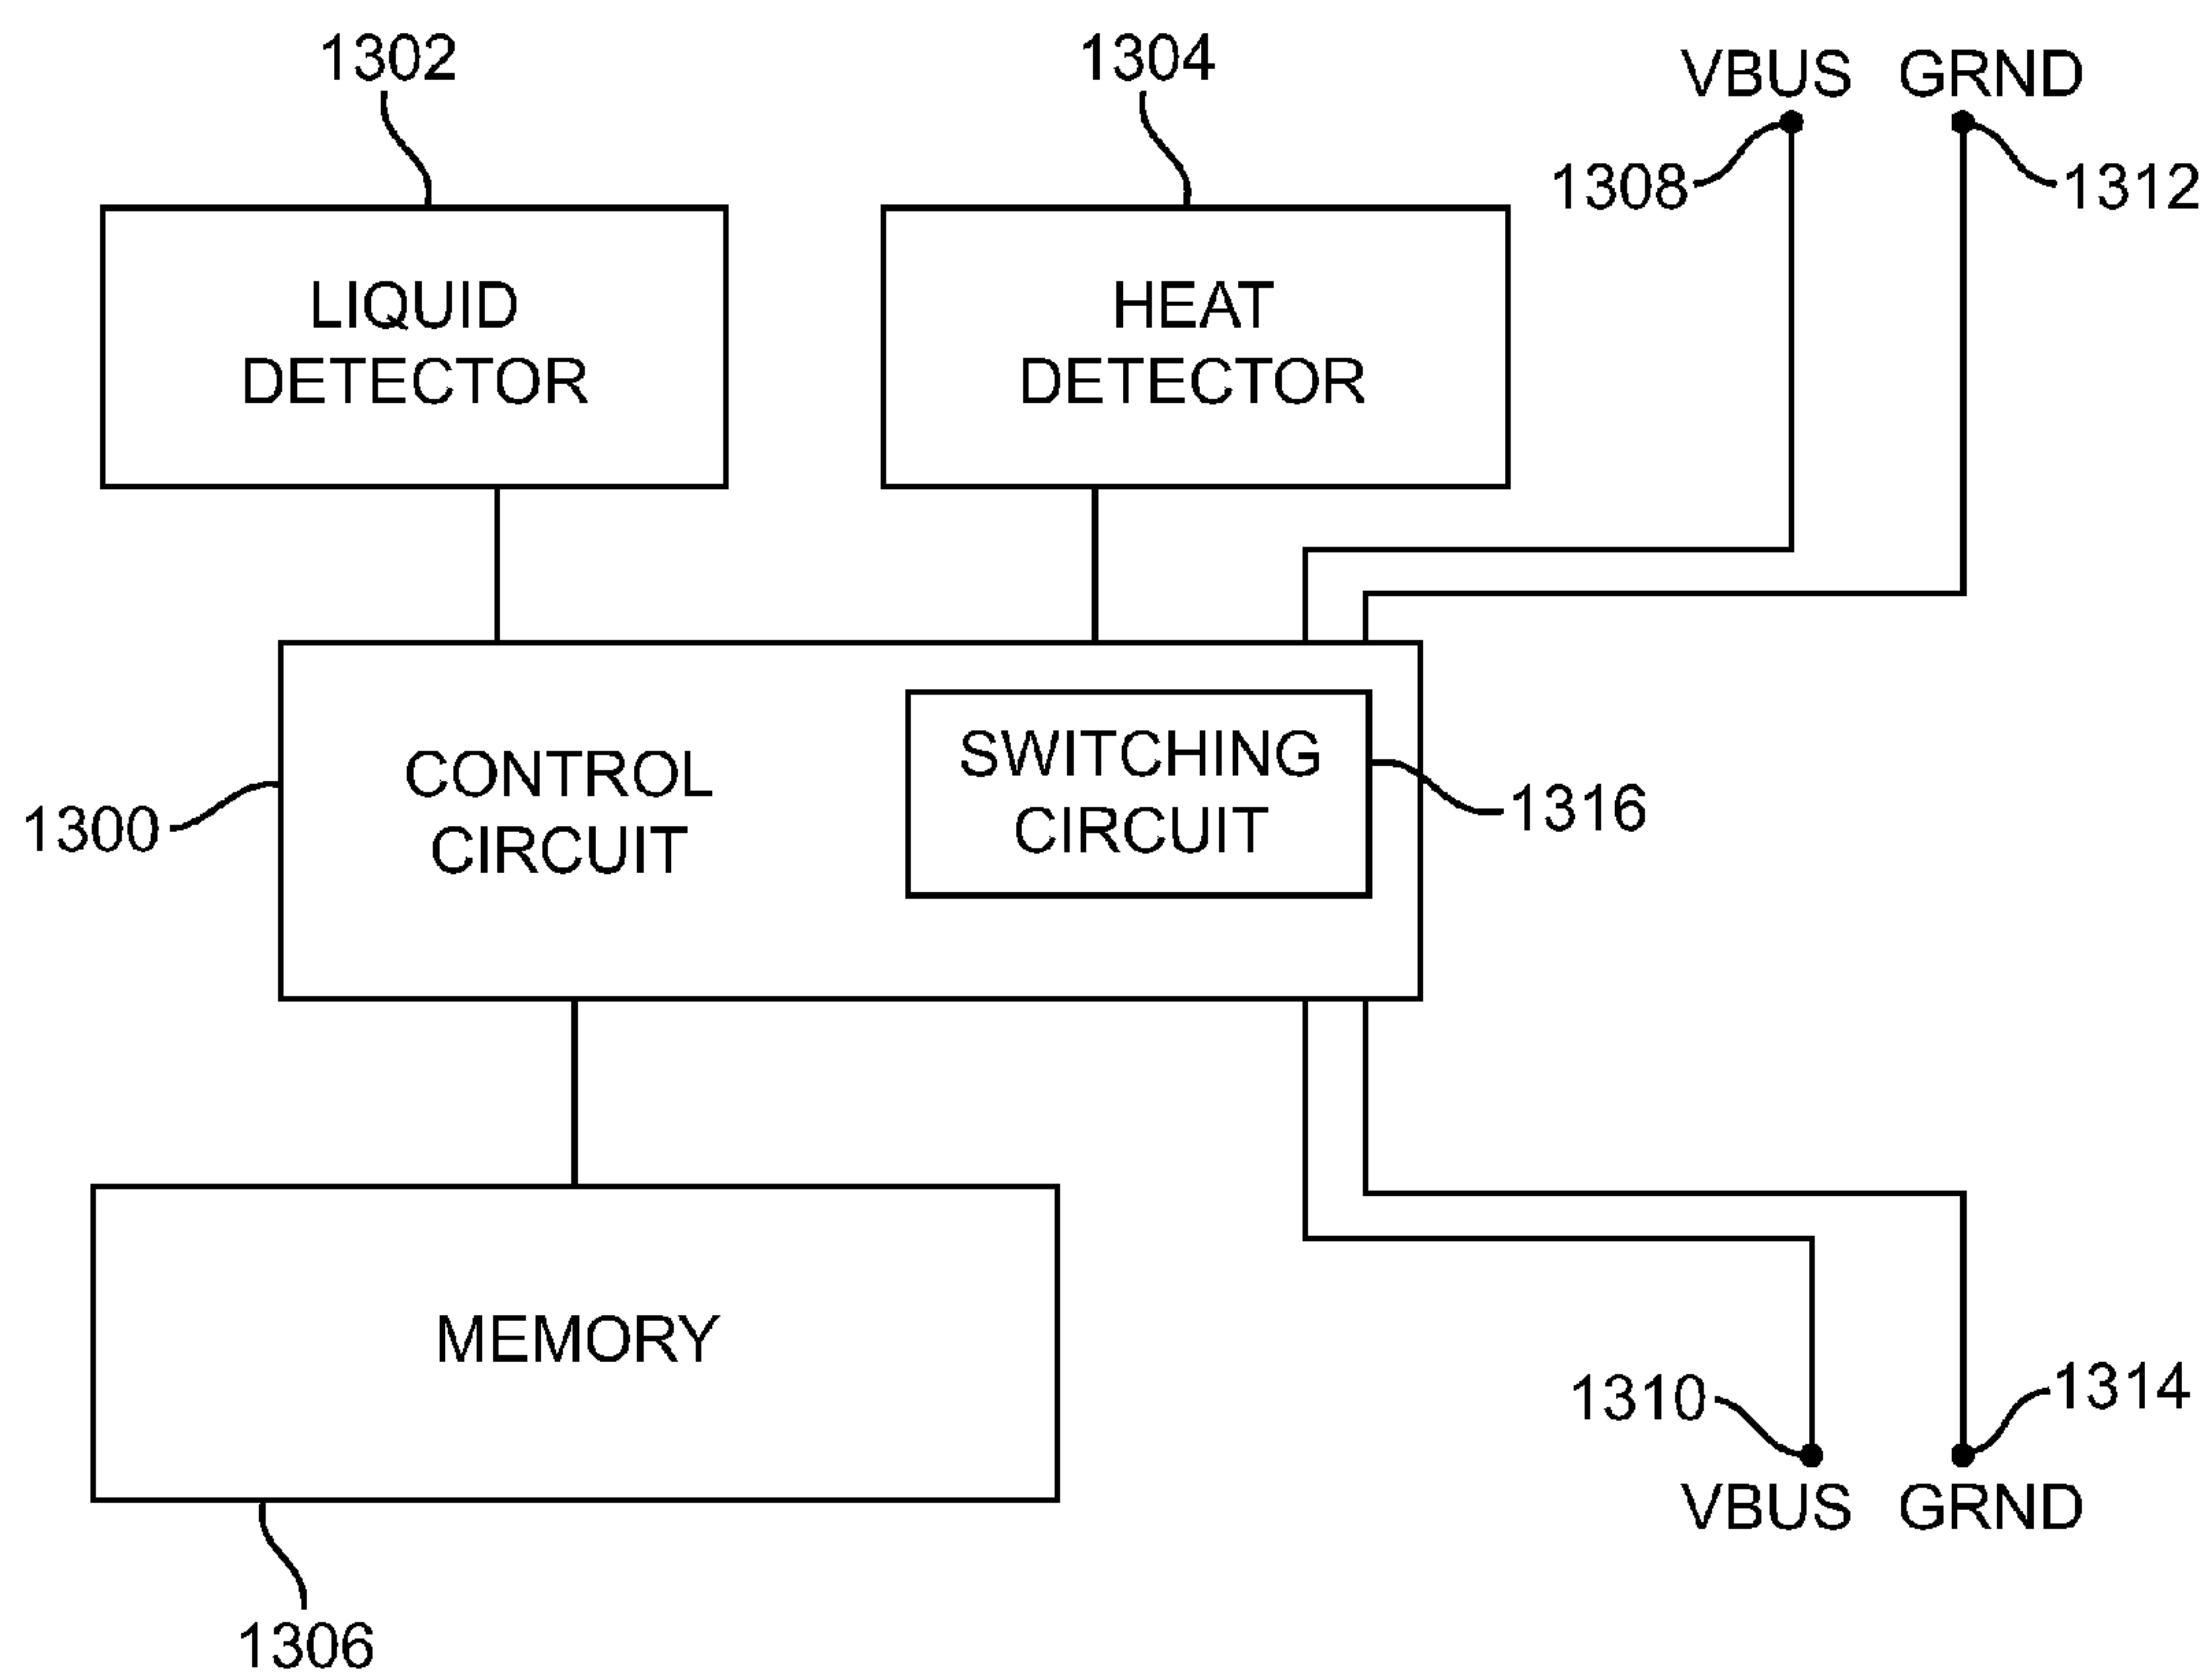 1302
1304
VBUS GRND
1308
1312
LIQUID
DETECTOR
HEAT
DETECTOR
CONTROL
CIRCUIT
SWITCHING
CIRCUIT
1300
1316
MEMORY
1310
1314
VBUS GRND
1306